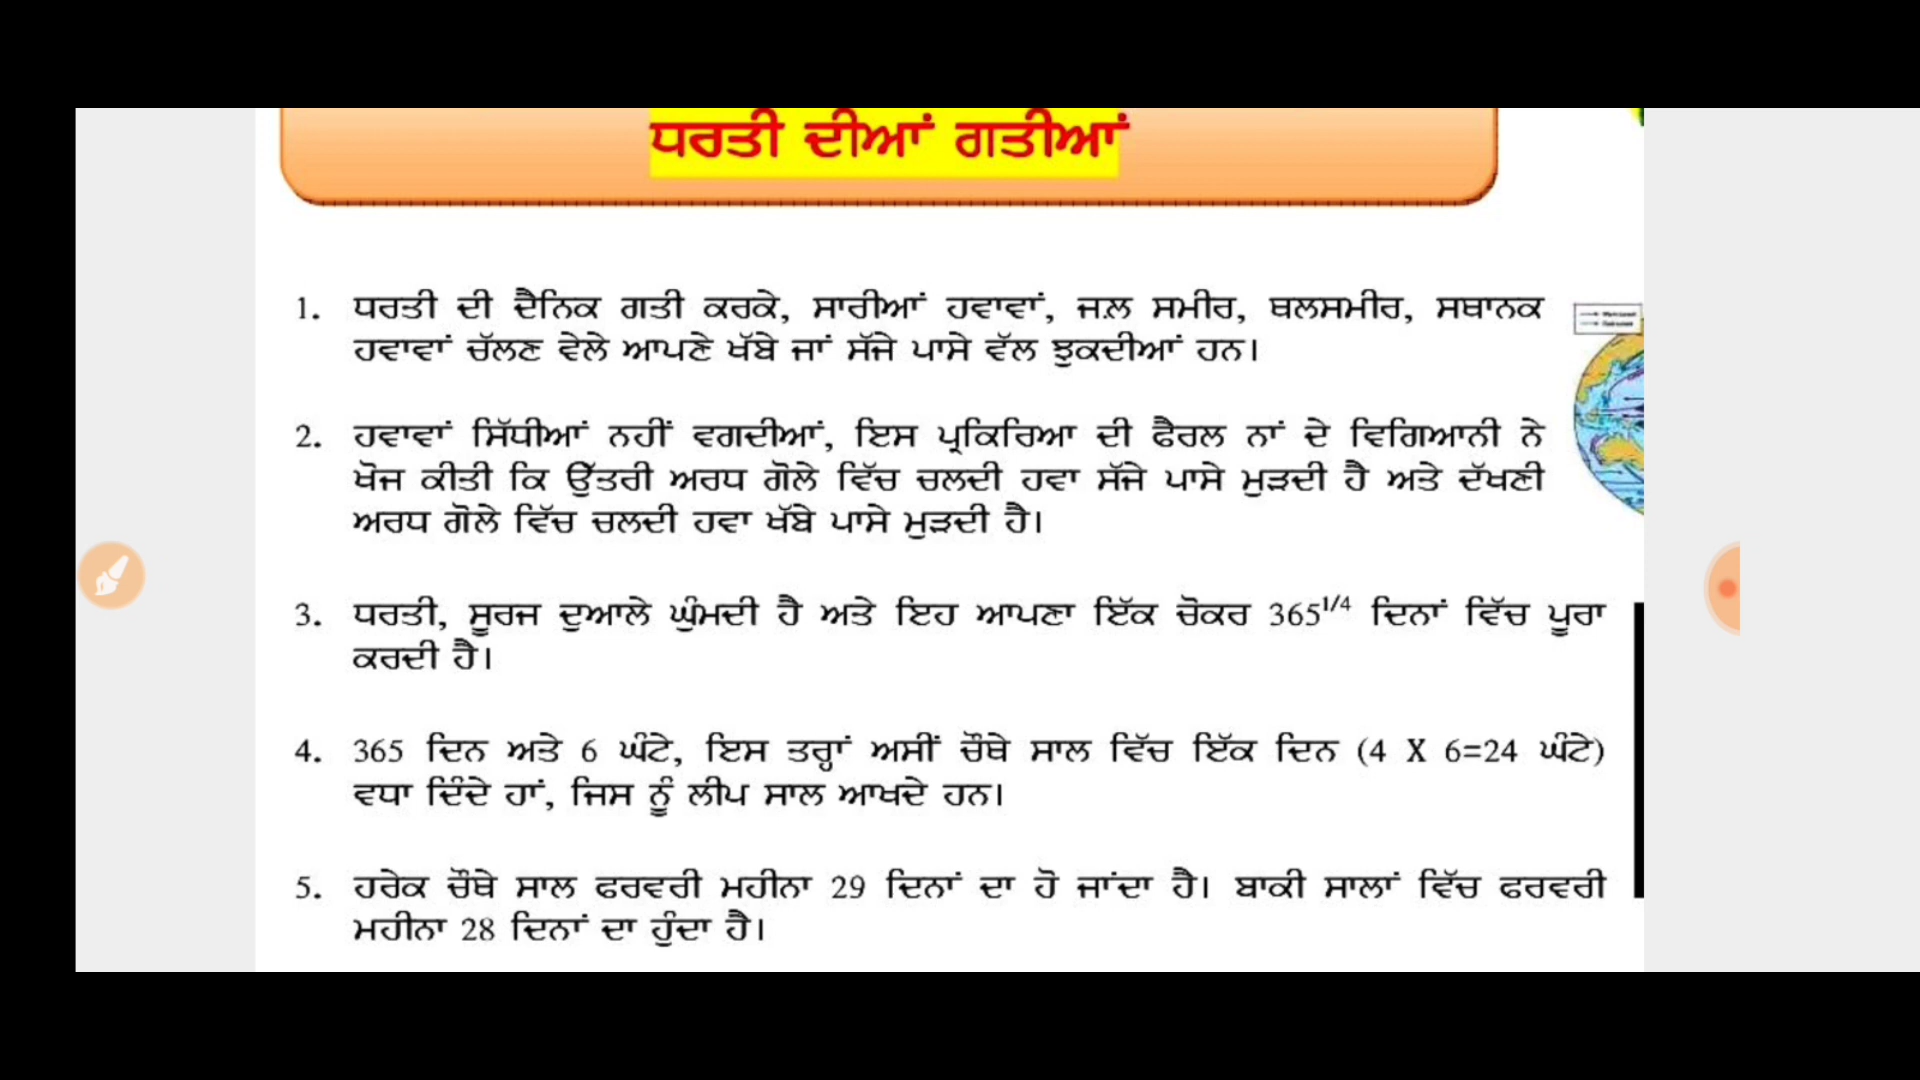 ਧਰਤੀ ਦੀਆਂ ਗਤੀਆਂ
1. ਧਰਤੀ ਦੀ ਦੈਨਿਕ ਗਤੀ ਕਰਕੇ, ਸਾਰੀਆਂ ਹਵਾਵਾਂ, ਜਲ ਸਮੀਰ, ਥਲਸਮੀਰ, ਸਥਾਨਕ
ਹਵਾਵਾਂ ਚੱਲਣ ਵੇਲੇ ਆਪਣੇ ਖੱਬੇ ਜਾਂ ਸੱਜੇ ਪਾਸੇ ਵੱਲ ਝੁਕਦੀਆਂ ਹਨ।
2. ਹਵਾਵਾਂ ਸਿੱਧੀਆਂ ਨਹੀਂ ਵਗਦੀਆਂ, ਇਸ ਪ੍ਰਕਿਰਿਆ ਦੀ ਫੈਰਲ ਨਾਂ ਦੇ ਵਿਗਿਆਨੀ ਨੇ
ਖੋਜ ਕੀਤੀ ਕਿ ਉੱਤਰੀ ਅਰਧ ਗੋਲੇ ਵਿੱਚ ਚਲਦੀ ਹਵਾ ਸੱਜੇ ਪਾਸੇ ਮੁੜਦੀ ਹੈ ਅਤੇ ਦੱਖਣੀ
ਅਰਧ ਗੋਲੇ ਵਿੱਚ ਚਲਦੀ ਹਵਾ ਖੱਬੇ ਪਾਸੇ ਮੁੜਦੀ ਹੈ।
3. ਧਰਤੀ, ਸੂਰਜ ਦੁਆਲੇ ਘੁੰਮਦੀ ਹੈ ਅਤੇ ਇਹ ਆਪਣਾ ਇੱਕ ਚੋਕਰ 365¹/⁴ ਦਿਨਾਂ ਵਿੱਚ ਪੂਰਾ
ਕਰਦੀ ਹੈ।
4. 365 ਦਿਨ ਅਤੇ 6 ਘੰਟੇ, ਇਸ ਤਰ੍ਹਾਂ ਅਸੀਂ ਚੌਥੇ ਸਾਲ ਵਿੱਚ ਇੱਕ ਦਿਨ (4 X 6=24 ਘੰਟੇ)
ਵਧਾ ਦਿੰਦੇ ਹਾਂ, ਜਿਸ ਨੂੰ ਲੀਪ ਸਾਲ ਆਖਦੇ ਹਨ।
5. ਹਰੇਕ ਚੌਥੇ ਸਾਲ ਫਰਵਰੀ ਮਹੀਨਾ 29 ਦਿਨਾਂ ਦਾ ਹੋ ਜਾਂਦਾ ਹੈ। ਬਾਕੀ ਸਾਲਾਂ ਵਿੱਚ ਫਰਵਰੀ
ਮਹੀਨਾ 28 ਦਿਨਾਂ ਦਾ ਹੁੰਦਾ ਹੈ।